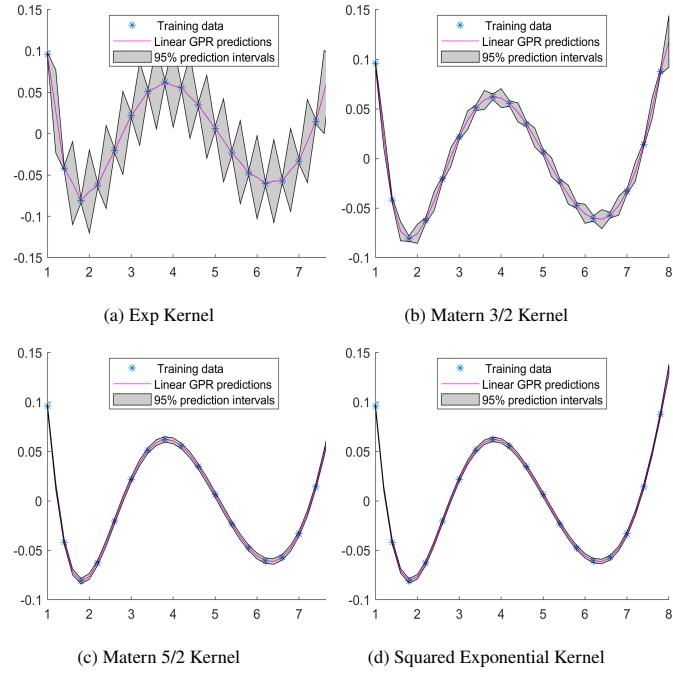 0.15
0.1
0.05
0
-0.05
-0.1
-0.15
1 2 3 4 5 6 7
Training data
Linear GPR predictions
95% prediction intervals
(a) Exp Kernel
0.15
0.1
0.05
0
-0.05
-0.1
1 2 3 4 5 6 7 8
Training data
Linear GPR predictions
95% prediction intervals
(b) Matern 3/2 Kernel
0.15
0.1
0.05
0
-0.05
-0.1
1 2 3 4 5 6 7
Training data
Linear GPR predictions
95% prediction intervals
(c) Matern 5/2 Kernel
0.15
0.1
0.05
0
-0.05
-0.1
1 2 3 4 5 6 7 8
Training data
Linear GPR predictions
95% prediction intervals
(d) Squared Exponential Kernel